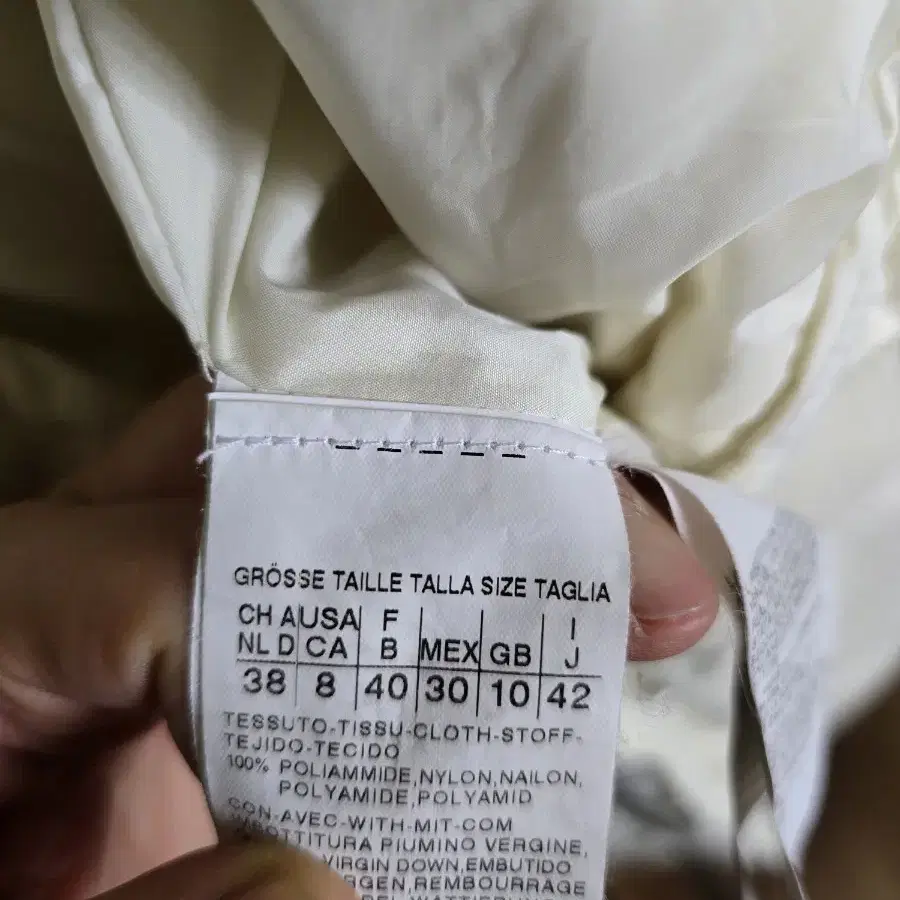 GRÖSSE TAILLE TALLA SIZE TAGLIA
CH A USA F MEX GB I
NL D CA B J
38 8 40 30 10 42
TESSUTO-TISSU-CLOTH-STOFF-
TEJIDO-TECIDO
100% POLIAMMIDE,NYLON,NAILON,
POLYAMIDE,POLYAMID
CON-AVEC-WITH-MIT-COM
PIUMINO VERGINE,
VIRGIN DOWN,EMBUTIDO
REMBOURRAGE